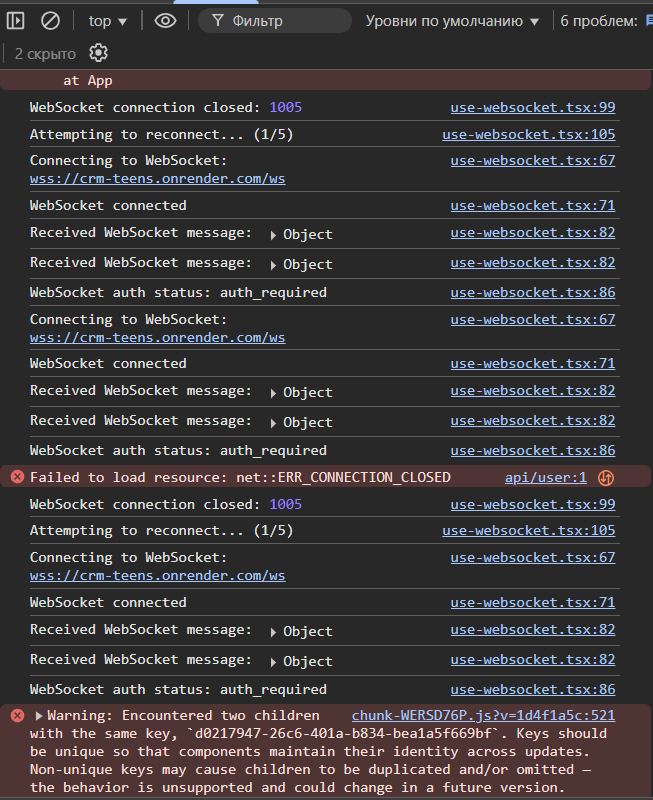 top ▼ Фильтр Уровни по умолчанию ▼ 6 проблем:
2 скрыто
at App
WebSocket connection closed: 1005 use-websocket.tsx:99
Attempting to reconnect... (1/5) use-websocket.tsx:105
Connecting to WebSocket: use-websocket.tsx:67
wss://crm-teens.onrender.com/ws
WebSocket connected use-websocket.tsx:71
Received WebSocket message: ▶ Object use-websocket.tsx:82
Received WebSocket message: ▶ Object use-websocket.tsx:82
WebSocket auth status: auth_required use-websocket.tsx:86
Connecting to WebSocket: use-websocket.tsx:67
wss://crm-teens.onrender.com/ws
WebSocket connected use-websocket.tsx:71
Received WebSocket message: ▶ Object use-websocket.tsx:82
Received WebSocket message: ▶ Object use-websocket.tsx:82
WebSocket auth status: auth_required use-websocket.tsx:86
Failed to load resource: net::ERR_CONNECTION_CLOSED api/user:1
WebSocket connection closed: 1005 use-websocket.tsx:99
Attempting to reconnect... (1/5) use-websocket.tsx:105
Connecting to WebSocket: use-websocket.tsx:67
wss://crm-teens.onrender.com/ws
WebSocket connected use-websocket.tsx:71
Received WebSocket message: ▶ Object use-websocket.tsx:82
Received WebSocket message: ▶ Object use-websocket.tsx:82
WebSocket auth status: auth_required use-websocket.tsx:86
▶ Warning: Encountered two children chunk-WERSD76P.js?v=1d4f1a5c:521
with the same key, `d0217947-26c6-401a-b834-bea1a5f669bf`. Keys should
be unique so that components maintain their identity across updates.
Non-unique keys may cause children to be duplicated and/or omitted —
the behavior is unsupported and could change in a future version.